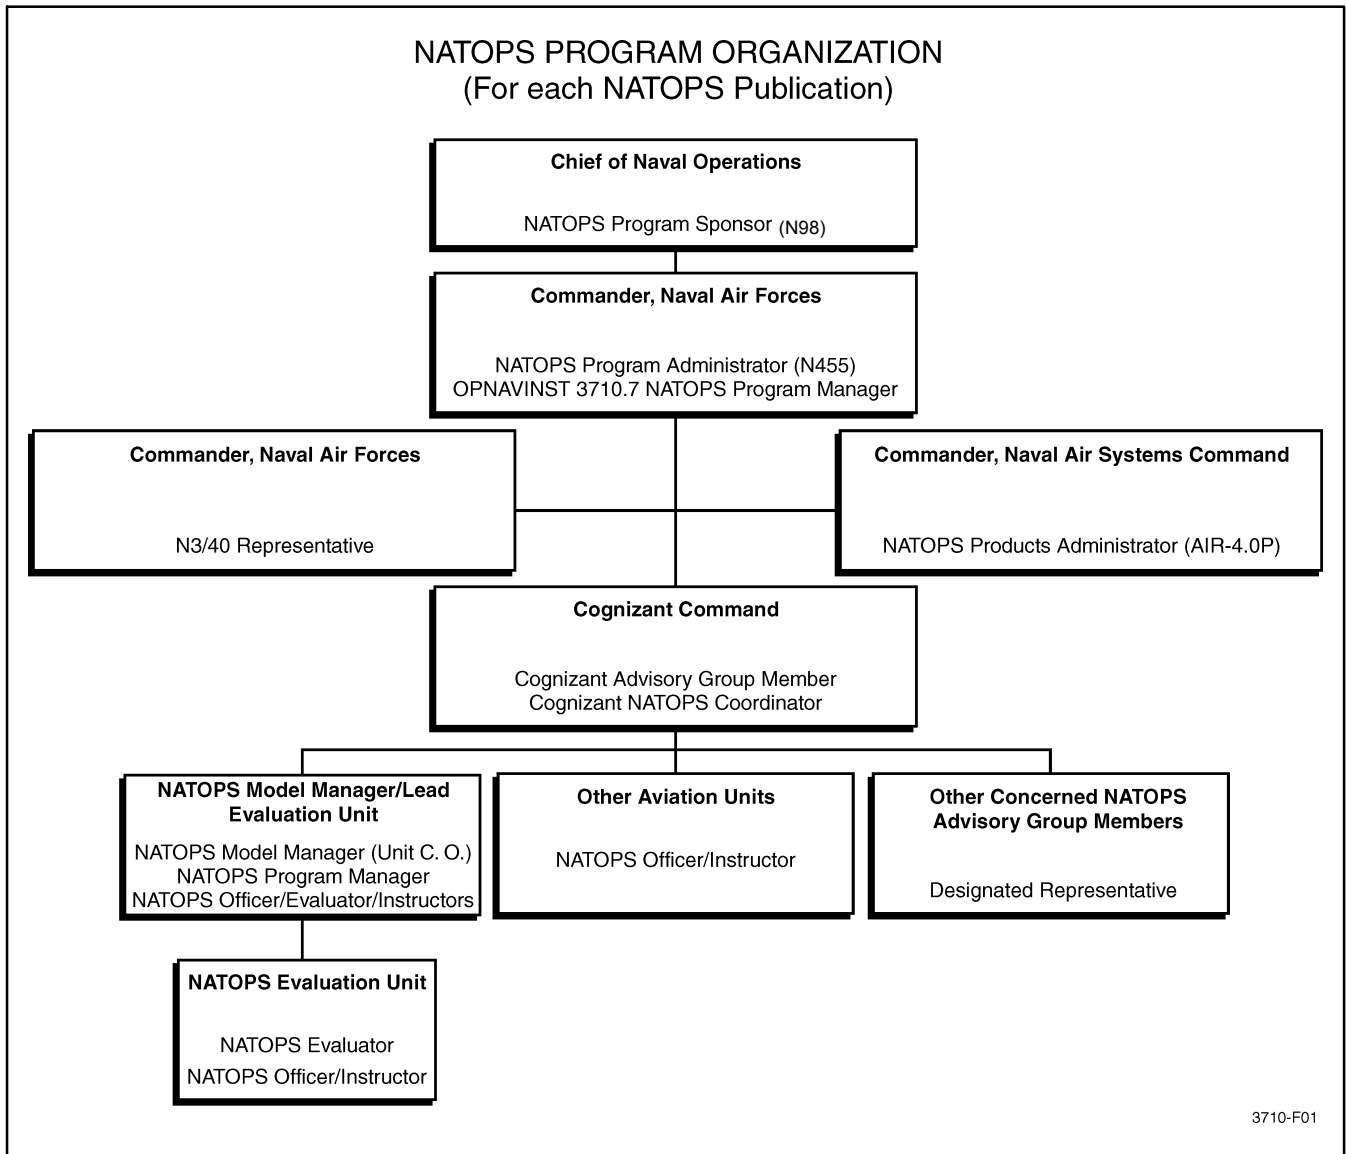 NATOPS PROGRAM ORGANIZATION
(For each NATOPS Publication)
Chief of Naval Operations
NATOPS Program Sponsor (N98)
Commander, Naval Air Forces
NATOPS Program Administrator (N455)
OPNAVINST 3710.7 NATOPS Program Manager
Commander, Naval Air Forces
N3/40 Representative
Commander, Naval Air Systems Command
NATOPS Products Administrator (AIR-4.0P)
Cognizant Command
Cognizant Advisory Group Member
Cognizant NATOPS Coordinator
NATOPS Model Manager/Lead
Evaluation Unit
NATOPS Model Manager (Unit C. O.)
NATOPS Program Manager
NATOPS Officer/Evaluator/Instructors
Other Aviation Units
NATOPS Officer/Instructor
Other Concerned NATOPS
Advisory Group Members
Designated Representative
NATOPS Evaluation Unit
NATOPS Evaluator
NATOPS Officer/Instructor
3710-F01